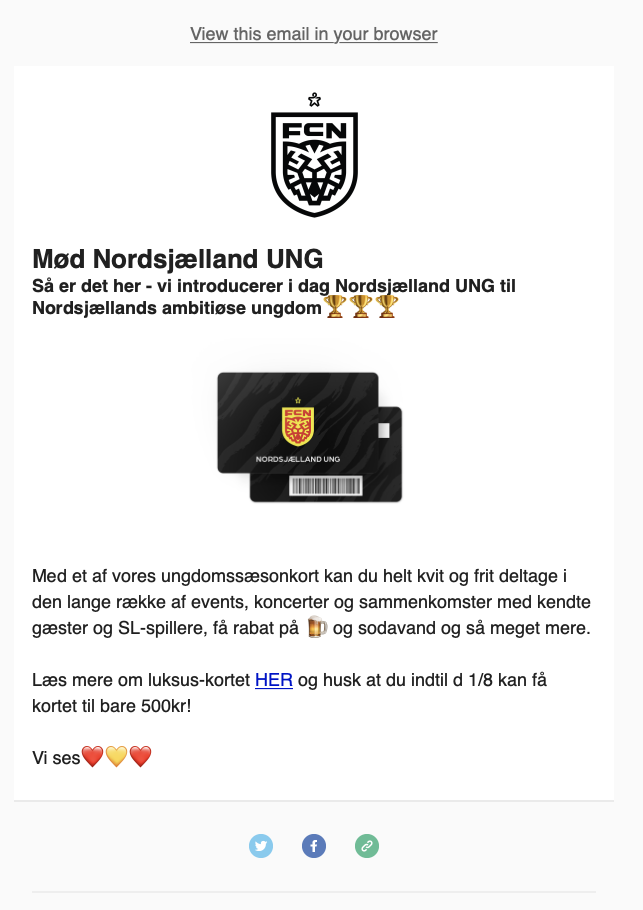 View this email in your browser
FCN
Mød Nordsjælland UNG
Så er det her - vi introducerer i dag Nordsjælland UNG til
Nordsjællands ambitiøse ungdom🏆🏆🏆
FCN
NORDSJÆLLAND UNG
Med et af vores ungdomssæsonkort kan du helt kvit og frit deltage i
den lange række af events, koncerter og sammenkomster med kendte
gæster og SL-spillere, få rabat på 🍺 og sodavand og så meget mere.
Læs mere om luksus-kortet HER og husk at du indtil d 1/8 kan få
kortet til bare 500kr!
Vi ses❤️💛❤️